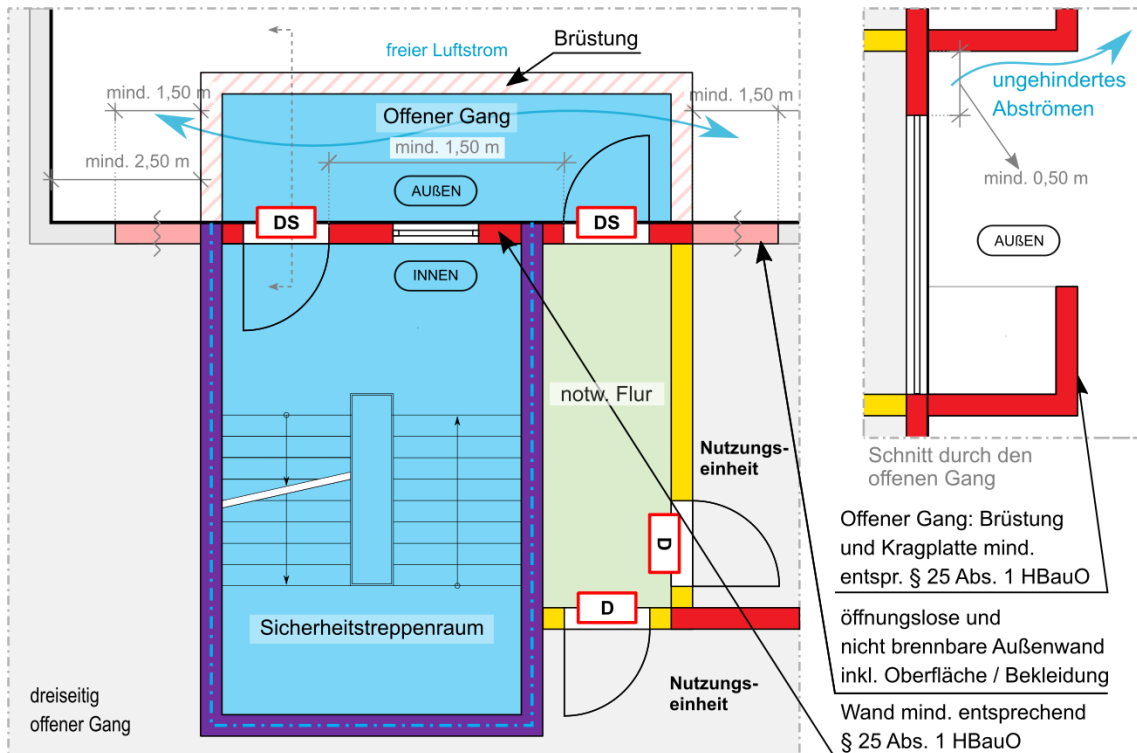 freier Luftstrom
Brüstung
mind. 1,50 m
mind. 1,50 m
Offener Gang
mind. 1,50 m
mind. 2,50 m
AUßEN
DS
DS
INNEN
notw. Flur
Nutzungs-
einheit
D
D
Sicherheitstreppenraum
Nutzungs-
einheit
dreiseitig
offener Gang
ungehindertes
Abströmen
mind. 0,50 m
AUßEN
Schnitt durch den
offenen Gang
Offener Gang: Brüstung
und Kragplatte mind.
entspr. § 25 Abs. 1 HBauO
öffnungslose und
nicht brennbare Außenwand
inkl. Oberfläche / Bekleidung
Wand mind. entsprechend
§ 25 Abs. 1 HBauO